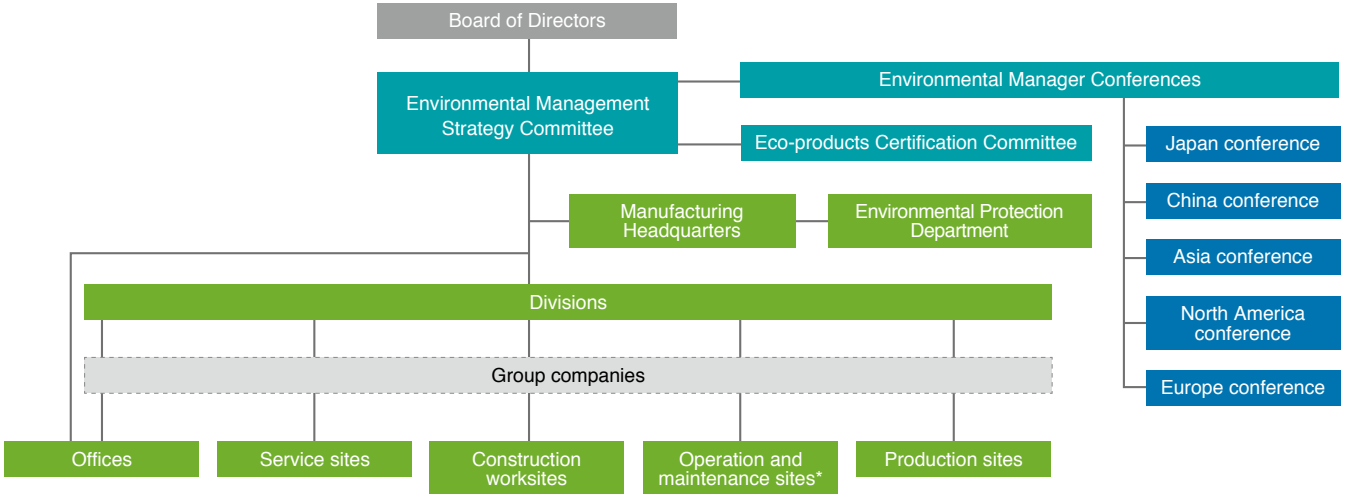 Board of Directors
Environmental Management
Strategy Committee
Environmental Manager Conferences
Eco-products Certification Committee
Japan conference
China conference
Asia conference
North America
conference
Europe conference
Manufacturing
Headquarters
Environmental Protection
Department
Divisions
Group companies
Offices
Service sites
Construction
worksites
Operation and
maintenance sites*
Production sites